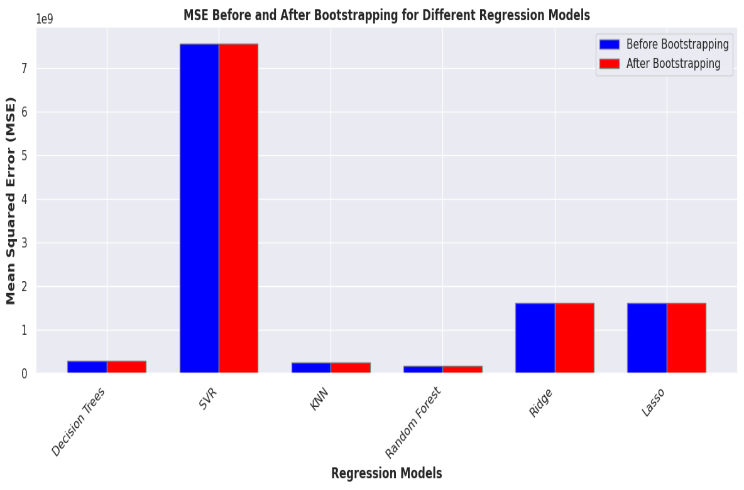 MSE Before and After Bootstrapping for Different Regression Models
1e9
Before Bootstrapping
After Bootstrapping
Mean Squared Error (MSE)
7
6
5
4
3
2
1
0
Decision Trees
SVR
KNN
Random Forest
Ridge
Lasso
Regression Models